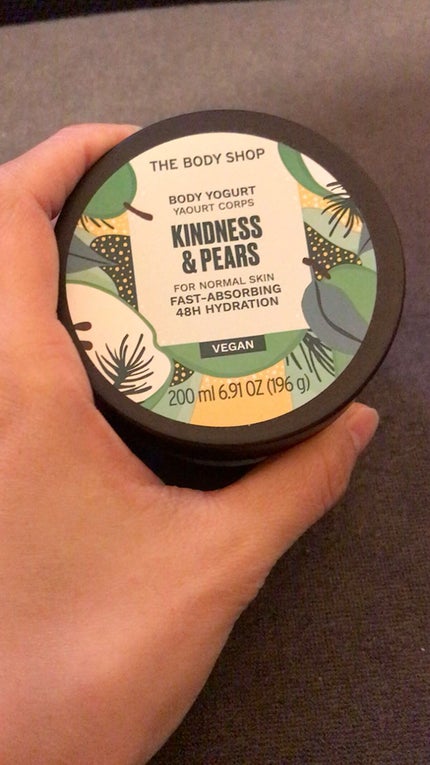 THE BODY SHOP
BODY YOGURT
YAOURT CORPS
KINDNESS
& PEARS
FOR NORMAL SKIN
FAST-ABSORBING
48H HYDRATION
VEGAN
200 ml 6.91 OZ (196 g)